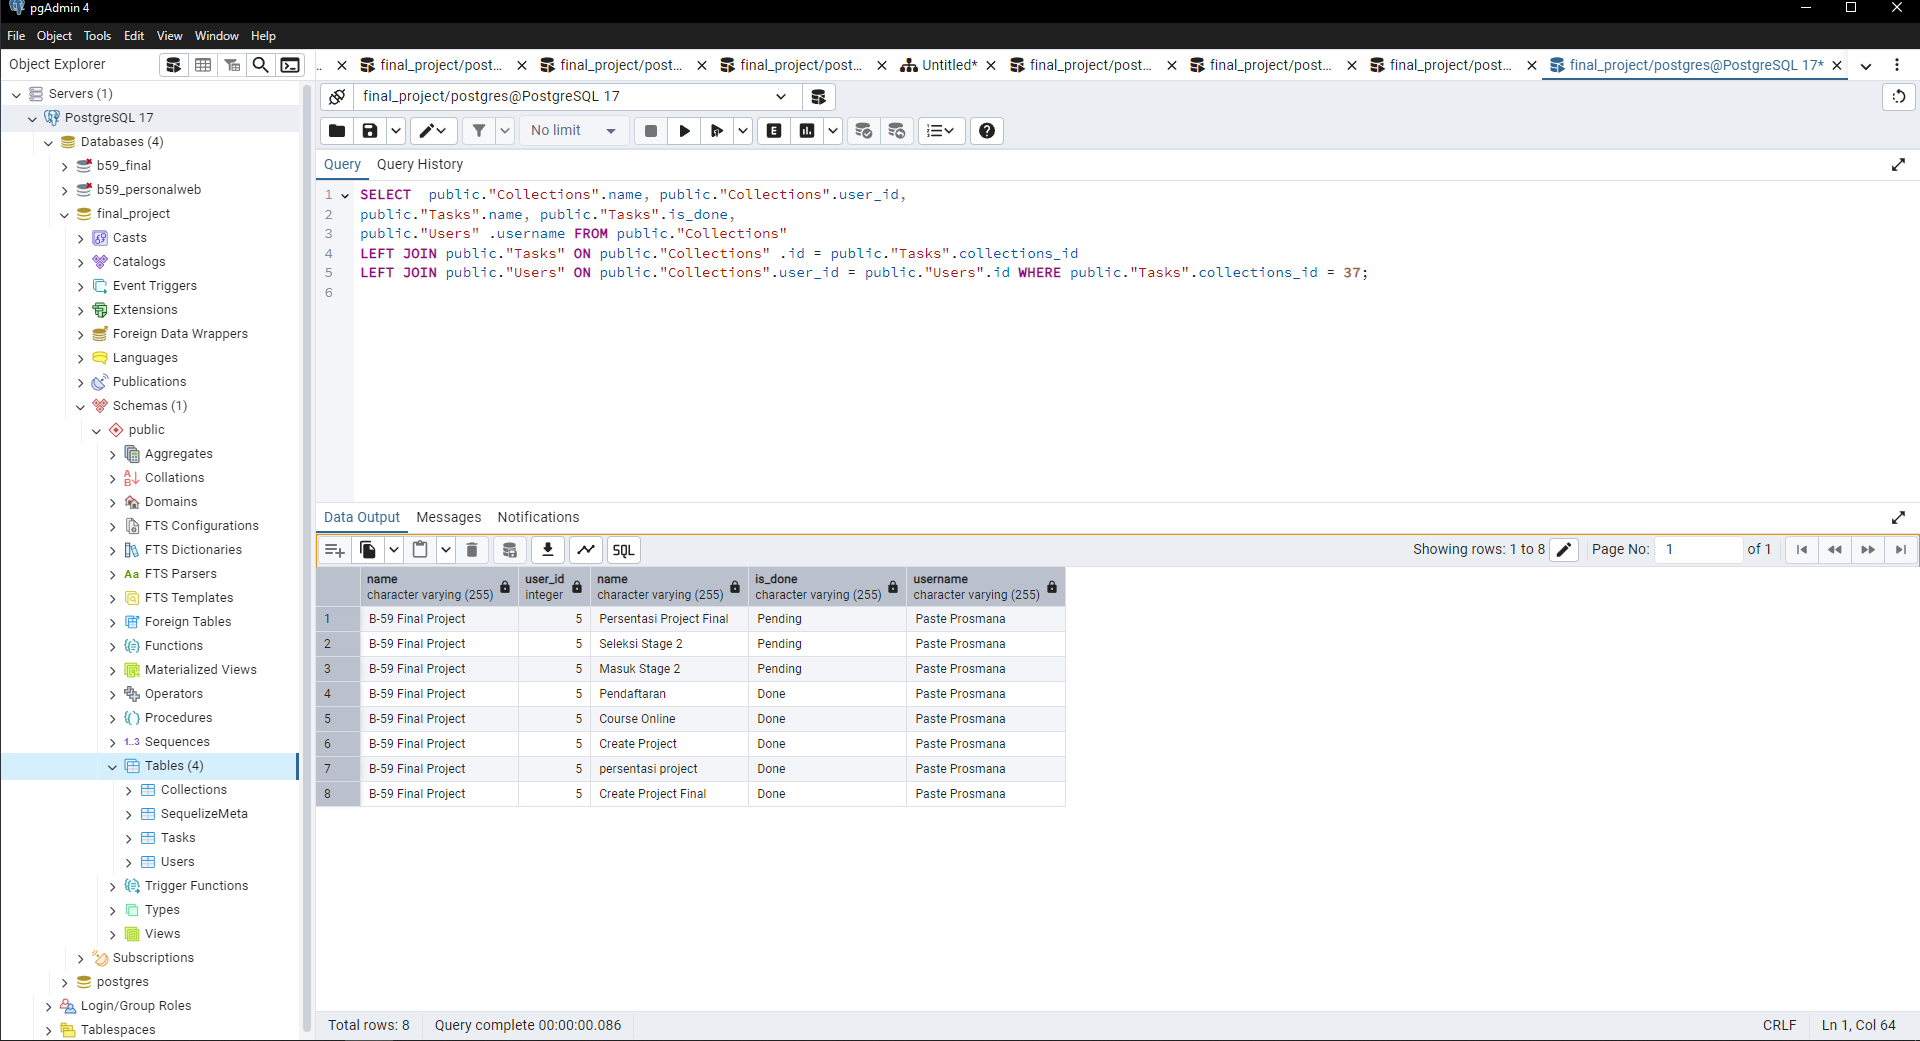 pgAdmin 4
File Object Tools Edit View Window Help
Object Explorer
final_project/post...
final_project/post...
final_project/post...
Untitled*
final_project/post...
final_project/post...
final_project/post...
final_project/postgres@PostgreSQL 17*
Servers (1)
PostgreSQL 17
Databases (4)
b59_final
b59_personalweb
final_project
Casts
Catalogs
Event Triggers
Extensions
Foreign Data Wrappers
Languages
Publications
Schemas (1)
public
Aggregates
Collations
Domains
FTS Configurations
FTS Dictionaries
Aa FTS Parsers
FTS Templates
Foreign Tables
Functions
Materialized Views
Operators
Procedures
1..3 Sequences
Tables (4)
Collections
SequelizeMeta
Tasks
Users
Trigger Functions
Types
Views
Subscriptions
postgres
Login/Group Roles
Tablespaces
final_project/postgres@PostgreSQL 17
No limit
E
Query Query History
1 SELECT  public."Collections".name, public."Collections".user_id,
2 public."Tasks".name, public."Tasks".is_done,
3 public."Users" .username FROM public."Collections"
4 LEFT JOIN public."Tasks" ON public."Collections" .id = public."Tasks".collections_id
5 LEFT JOIN public."Users" ON public."Collections".user_id = public."Users".id WHERE public."Tasks".collections_id = 37;
6
Data Output Messages Notifications
SQL
Showing rows: 1 to 8 Page No: 1 of 1
name user_id name is_done username
character varying (255) integer character varying (255) character varying (255) character varying (255)
1 B-59 Final Project 5 Persentasi Project Final Pending Paste Prosmana
2 B-59 Final Project 5 Seleksi Stage 2 Pending Paste Prosmana
3 B-59 Final Project 5 Masuk Stage 2 Pending Paste Prosmana
4 B-59 Final Project 5 Pendaftaran Done Paste Prosmana
5 B-59 Final Project 5 Course Online Done Paste Prosmana
6 B-59 Final Project 5 Create Project Done Paste Prosmana
7 B-59 Final Project 5 persentasi project Done Paste Prosmana
8 B-59 Final Project 5 Create Project Final Done Paste Prosmana
Total rows: 8 Query complete 00:00:00.086
CRLF Ln 1, Col 64